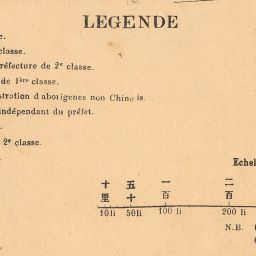 LEGENDE
e.
classe.
réfecture de 2e classe.
de 1ère classe.
stration d'aborigenes non Chinois.
indépendant du préfet.
2e classe.
Echel
十里 五十 一百 二百
10 li 50 li 100 li 200 li
N.B.